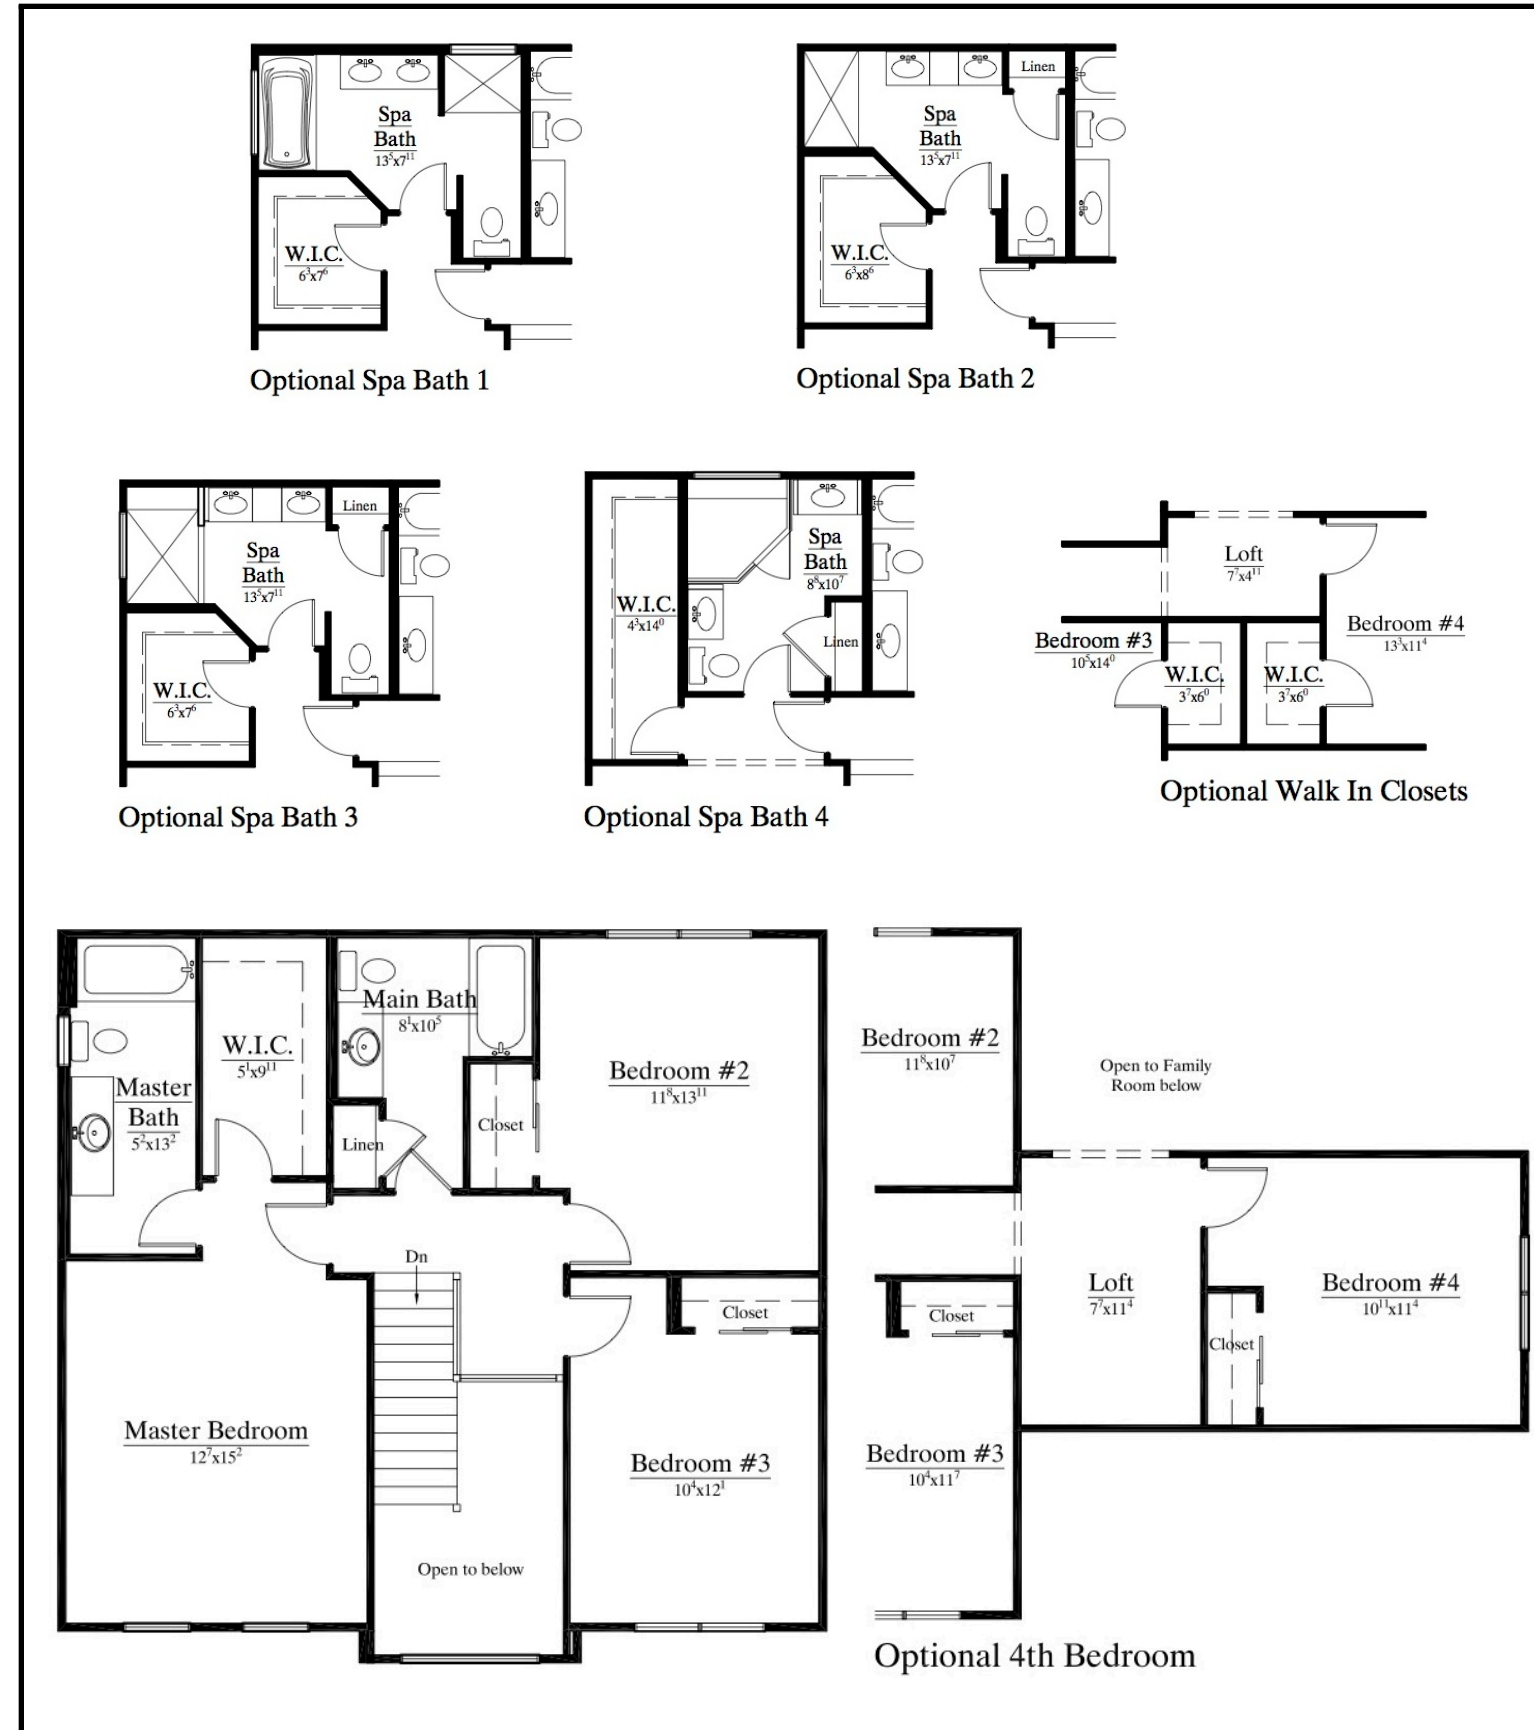 Spa
Bath
13⁵x7¹¹
W.I.C.
6³x7⁶
Optional Spa Bath 1
Linen
Spa
Bath
13⁵x7¹¹
W.I.C.
6³x8⁶
Optional Spa Bath 2
Linen
Spa
Bath
13⁵x7¹¹
W.I.C.
6³x7⁶
Optional Spa Bath 3
Spa
Bath
8⁸x10⁷
W.I.C.
4³x14⁰
Linen
Optional Spa Bath 4
Loft
7⁷x4¹¹
Bedroom #4
13³x11⁴
Bedroom #3
10⁵x14⁰
W.I.C.
3⁷x6⁰
W.I.C.
3⁷x6⁰
Optional Walk In Closets
Main Bath
8¹x10⁵
W.I.C.
5¹x9¹¹
Master
Bath
5²x13²
Linen
Closet
Bedroom #2
11⁸x13¹¹
Dn
Closet
Master Bedroom
12⁷x15²
Bedroom #3
10⁴x12¹
Open to below
Bedroom #2
11⁸x10⁷
Open to Family
Room below
Loft
7⁷x11⁴
Bedroom #4
10¹¹x11⁴
Closet
Closet
Bedroom #3
10⁴x11⁷
Optional 4th Bedroom